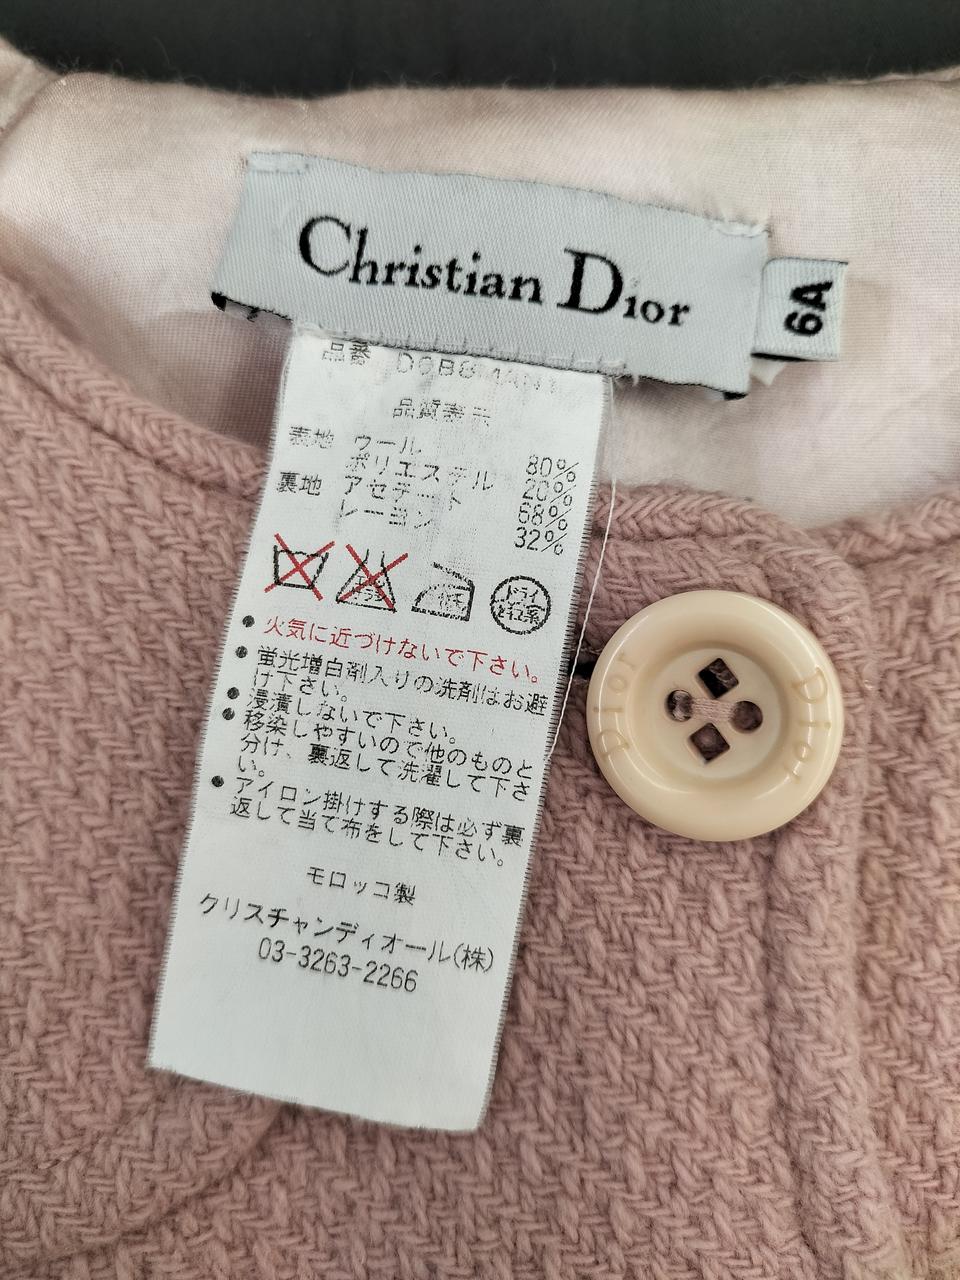 Christian Dior
6A
品番
品質表示
表地 ウール 80%
ポリエステル 20%
裏地 アセテート 68%
レーヨン 32%
ドライ
セキユ系
•火気に近づけないで下さい。
•蛍光増白剤入りの洗剤はお避
け下さい。
•浸漬しないで下さい。
•移染しやすいので他のものと
分け、裏返して洗濯して下さ
い。
•アイロン掛けする際は必ず裏
返して当て布をして下さい。
モロッコ製
クリスチャンディオール(株)
03-3263-2266
Dior
Dior